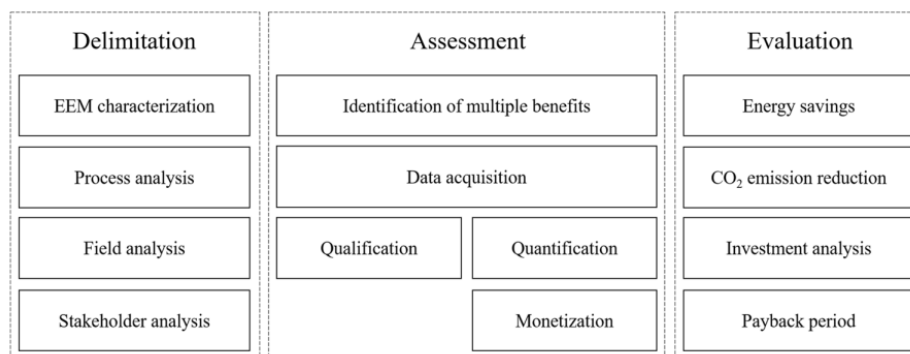 Delimitation
EEM characterization
Process analysis
Field analysis
Stakeholder analysis
Assessment
Identification of multiple benefits
Data acquisition
Qualification
Quantification
Monetization
Evaluation
Energy savings
CO₂ emission reduction
Investment analysis
Payback period